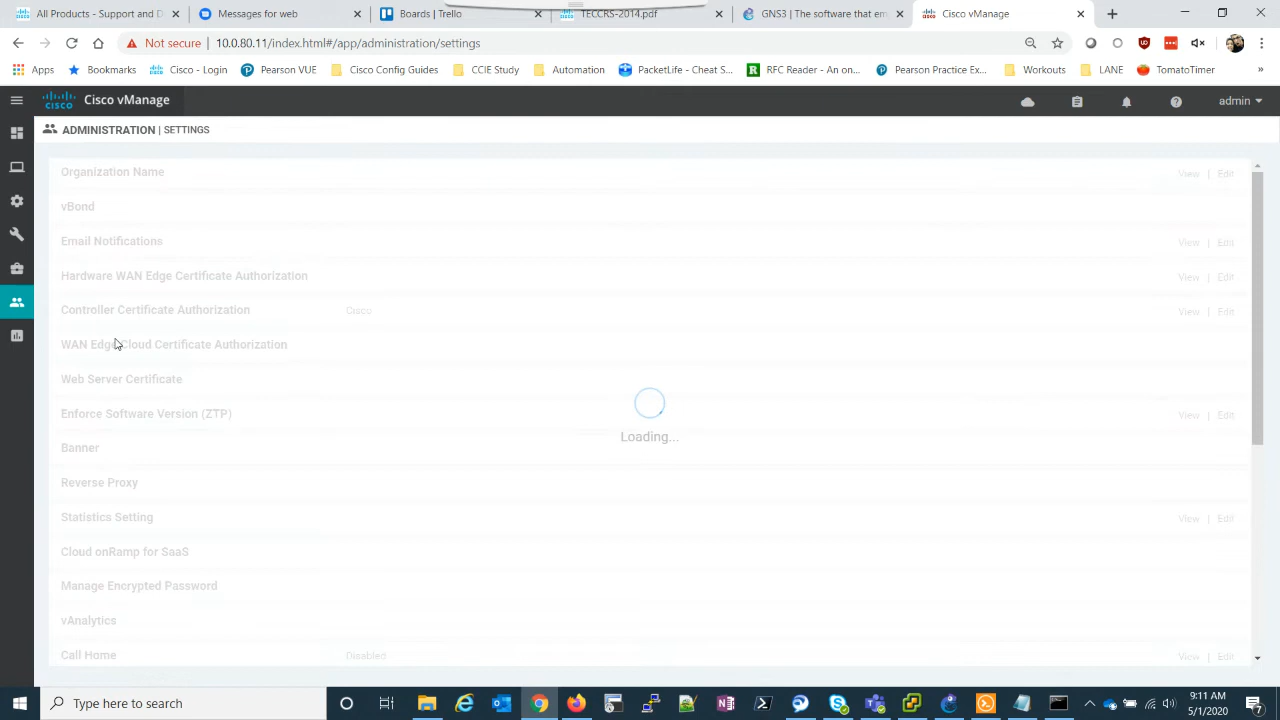 All Products and D
Messages for web
Boards | Trello
TECCRS-2014.pdf
GNS3 | The software that em
Cisco vManage
Not secure | 10.0.80.11/index.html#/app/administration/settings
Apps Bookmarks Cisco - Login Pearson VUE Cisco Config Guides CCIE Study Automation PacketLife - Cheat S... RFC Reader - An on... Pearson Practice Ex... Workouts LANE TomatoTimer »
cisco Cisco vManage admin
ADMINISTRATION | SETTINGS
Organization Name View | Edit
vBond
Email Notifications View | Edit
Hardware WAN Edge Certificate Authorization View | Edit
Controller Certificate Authorization Cisco View | Edit
WAN Edge Cloud Certificate Authorization
Web Server Certificate
Enforce Software Version (ZTP) View | Edit
Loading...
Banner
Reverse Proxy
Statistics Setting View | Edit
Cloud onRamp for SaaS
Manage Encrypted Password
vAnalytics
Call Home Disabled View | Edit
Type here to search
9:11 AM
5/1/2020
7